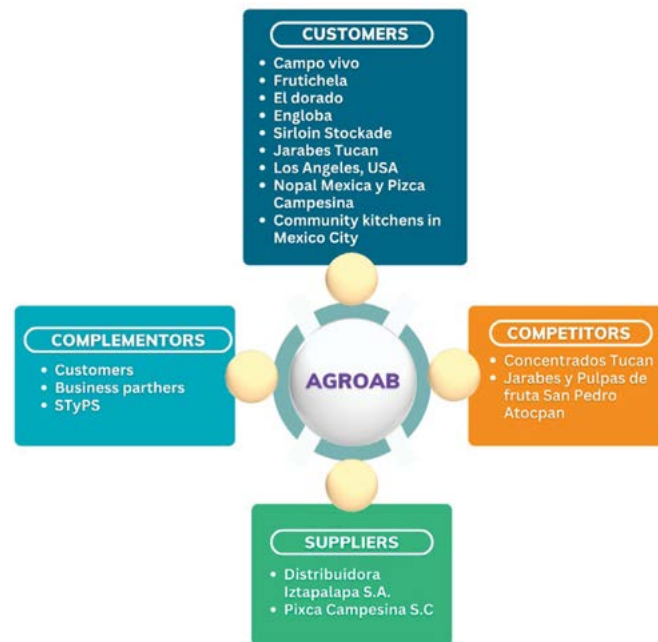 CUSTOMERS
• Campo vivo
• Frutichela
• El dorado
• Engloba
• Sirloin Stockade
• Jarabes Tucan
• Los Angeles, USA
• Nopal Mexica y Pizca
Campesina
• Community kitchens in
Mexico City
COMPLEMENTORS
• Customers
• Business parthers
• STyPS
AGROAB
COMPETITORS
• Concentrados Tucan
• Jarabes y Pulpas de
fruta San Pedro
Atocpan
SUPPLIERS
• Distribuidora
Iztapalapa S.A.
• Pixca Campesina S.C